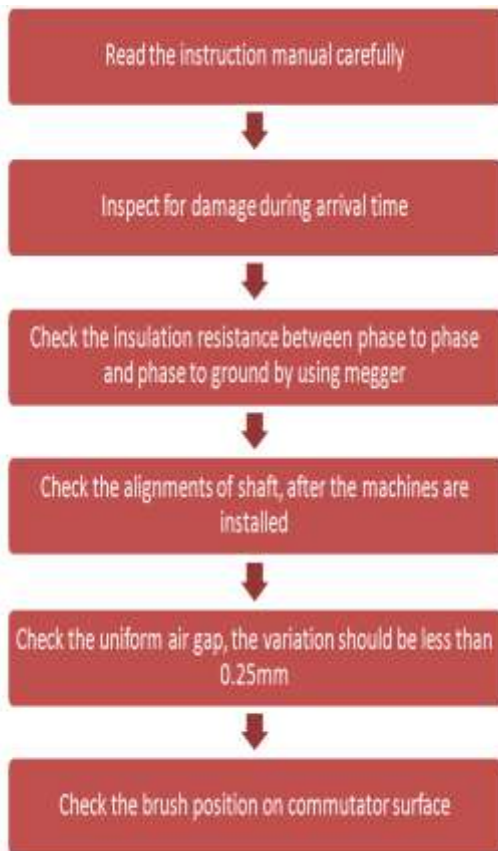 Read the instruction manual carefully
Inspect for damage during arrival time
Check the insulation resistance between phase to phase
and phase to ground by using megger
Check the alignments of shaft, after the machines are
installed
Check the uniform air gap, the variation should be less than
0.25mm
Check the brush position on commutator surface